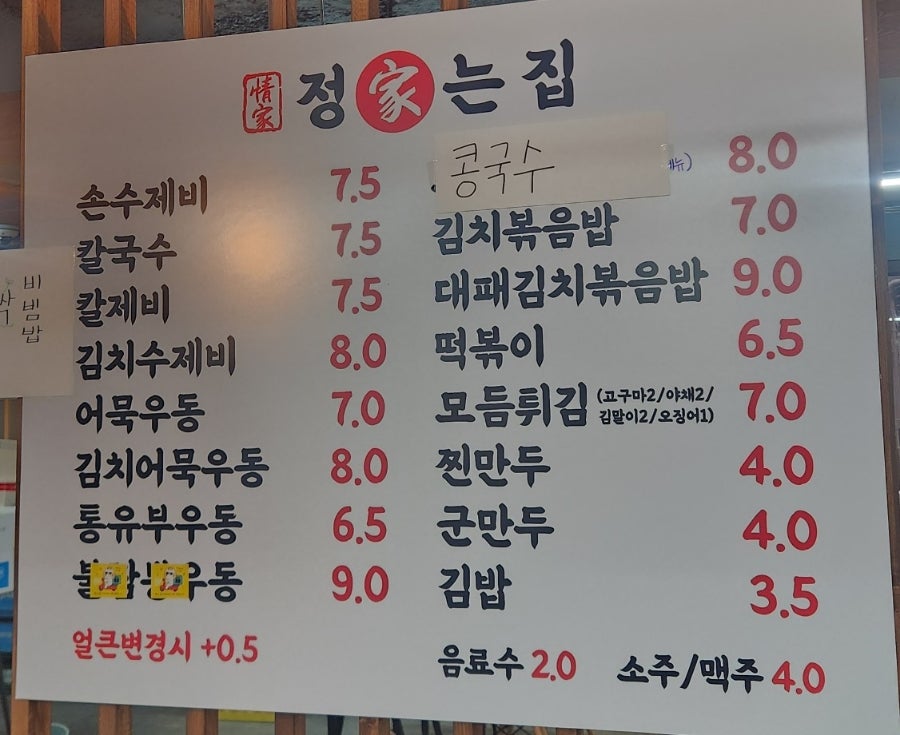 情家 정家는집
손수제비 7.5
칼국수 7.5
칼제비 7.5
김치수제비 8.0
어묵우동 7.0
김치어묵우동 8.0
통유부우동 6.5
우동 9.0
얼큰변경시 +0.5
콩국수 8.0
김치볶음밥 7.0
대패김치볶음밥 9.0
떡볶이 6.5
모듬튀김 (고구마2/야채2/
김말이2/오징어1) 7.0
찐만두 4.0
군만두 4.0
김밥 3.5
음료수 2.0 소주/맥주 4.0
비빔밥